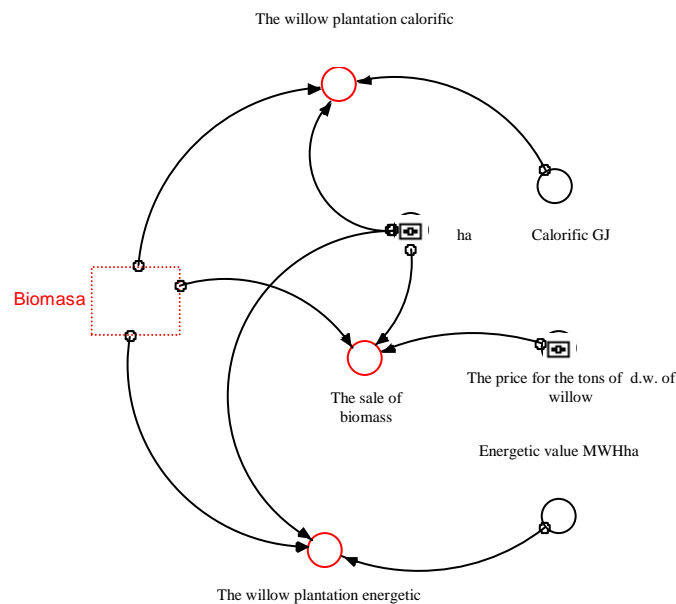 The willow plantation calorific
ha
Calorific GJ
Biomasa
The price for the tons of d.w. of
willow
The sale of
biomass
Energetic value MWHha
The willow plantation energetic